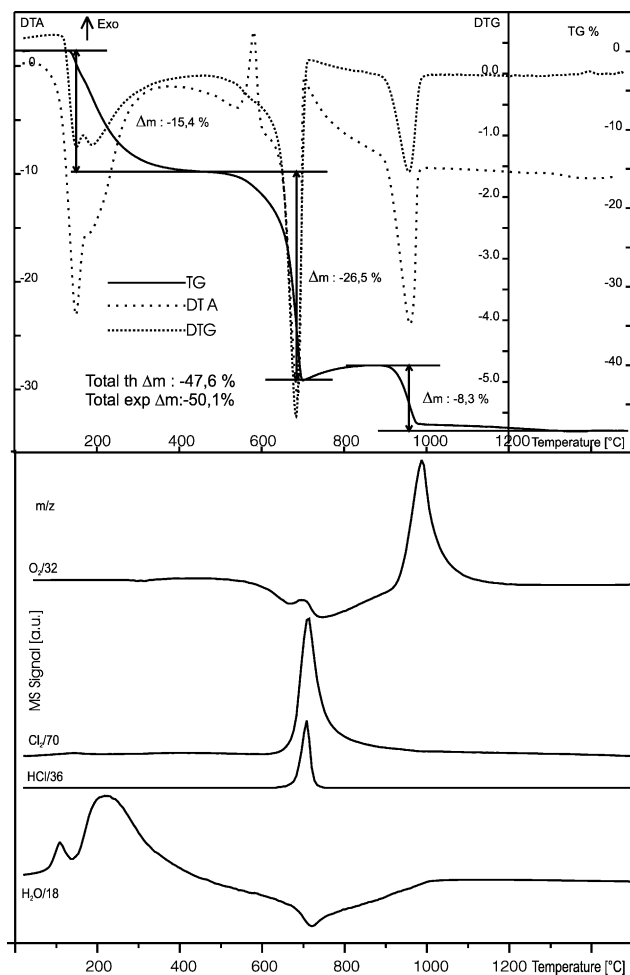 DTA
Exo
DTG
TG %
0
0.0
0
Δm : -15,4 %
-1.0
-10
-10
-2.0
-20
-3.0
Δm : -26,5 %
-20
TG
-30
DT A
-4.0
DTG
Total th Δm : -47,6 %
-40
Total exp Δm:-50,1%
-30
-5.0
Δm : -8,3 %
200
400
600
800
1000
1200
Temperature [°C]
m/z
O₂/32
MS Signal [a.u.]
Cl₂/70
HCl/36
H₂O/18
200
400
600
800
1000
1200
Temperature [°C]